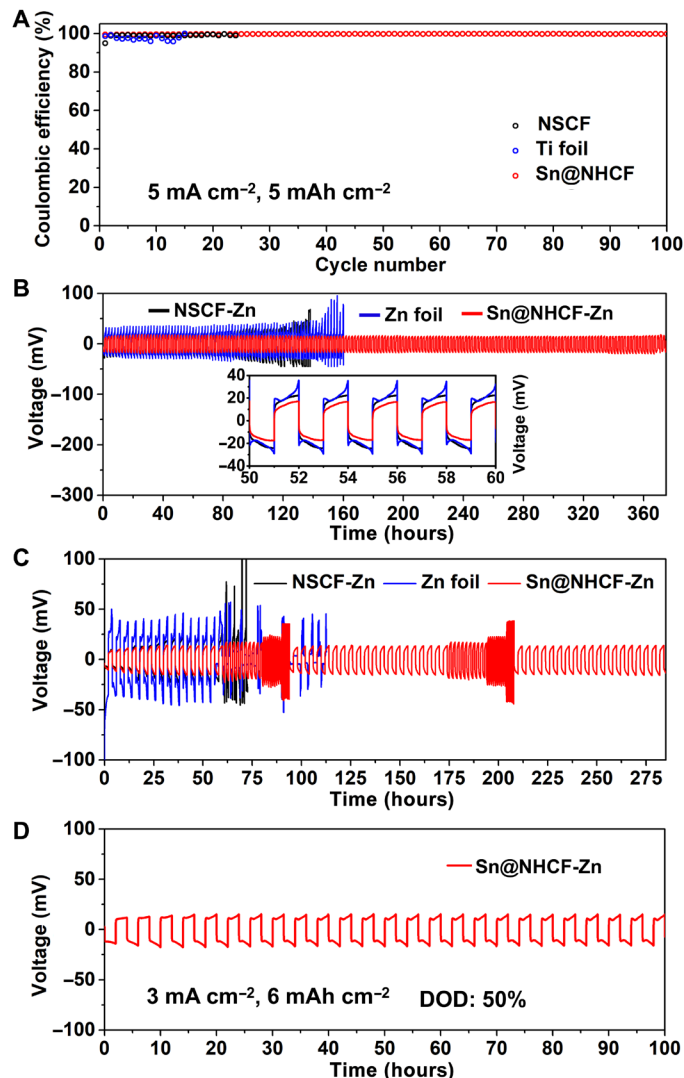 A
Coulombic efficiency (%)
100
80
60
40
20
0
NSCF
Ti foil
Sn@NHCF
5 mA cm⁻², 5 mAh cm⁻²
0 10 20 30 40 50 60 70 80 90 100
Cycle number
B
Voltage (mV)
100
0
−100
−200
−300
NSCF-Zn Zn foil Sn@NHCF-Zn
40
20
0
−20
−40
Voltage (mV)
50 52 54 56 58 60
0 40 80 120 160 200 240 280 320 360
Time (hours)
C
Voltage (mV)
100
50
0
−50
−100
NSCF-Zn Zn foil Sn@NHCF-Zn
0 25 50 75 100 125 150 175 200 225 250 275
Time (hours)
D
Voltage (mV)
100
50
0
−50
−100
Sn@NHCF-Zn
3 mA cm⁻², 6 mAh cm⁻² DOD: 50%
0 10 20 30 40 50 60 70 80 90 100
Time (hours)